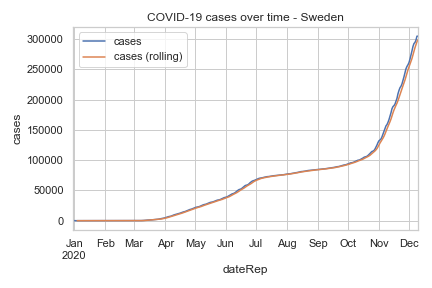 COVID-19 cases over time - Sweden
cases
cases (rolling)
300000
250000
200000
150000
100000
50000
0
cases
Jan Feb Mar Apr May Jun Jul Aug Sep Oct Nov Dec
2020
dateRep